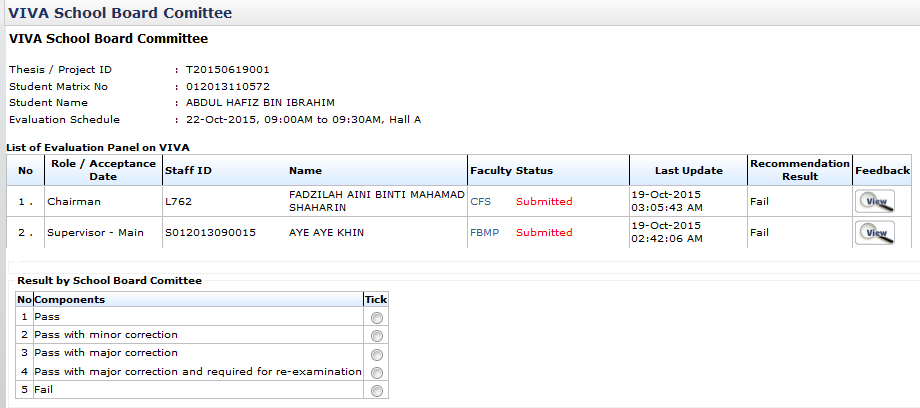 VIVA School Board Comittee
VIVA School Board Committee
Thesis / Project ID : T20150619001
Student Matrix No : 012013110572
Student Name : ABDUL HAFIZ BIN IBRAHIM
Evaluation Schedule : 22-Oct-2015, 09:00AM to 09:30AM, Hall A
List of Evaluation Panel on VIVA
No Role / Acceptance Date Staff ID Name Faculty Status Last Update Recommendation Result Feedback
1 . Chairman L762 FADZILAH AINI BINTI MAHAMAD SHAHARIN CFS Submitted 19-Oct-2015 03:05:43 AM Fail View
2 . Supervisor - Main S012013090015 AYE AYE KHIN FBMP Submitted 19-Oct-2015 02:42:06 AM Fail View
Result by School Board Comittee
No Components Tick
1 Pass
2 Pass with minor correction
3 Pass with major correction
4 Pass with major correction and required for re-examination
5 Fail